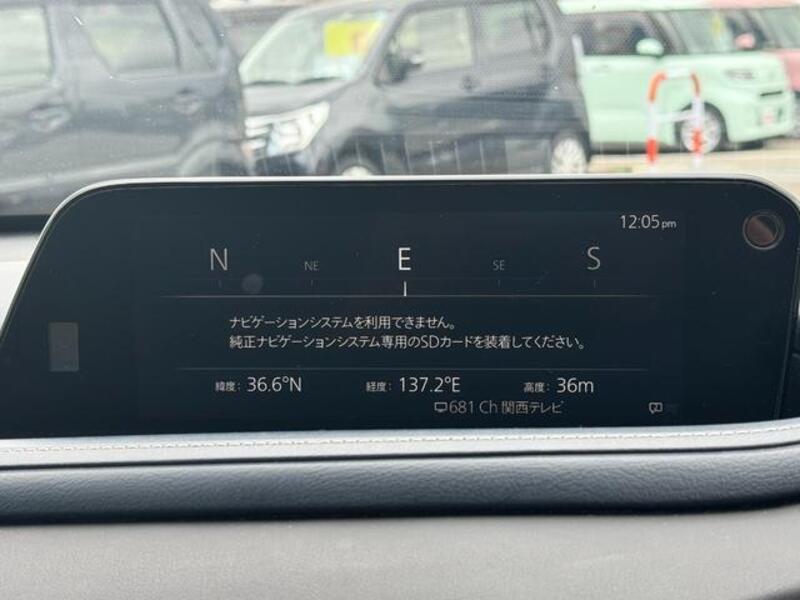 12:05pm
N NE E SE S
ナビゲーションシステムを利用できません。
純正ナビゲーションシステム専用のSDカードを装着してください。
緯度: 36.6°N 経度: 137.2°E 高度: 36m
681 Ch 関西テレビ